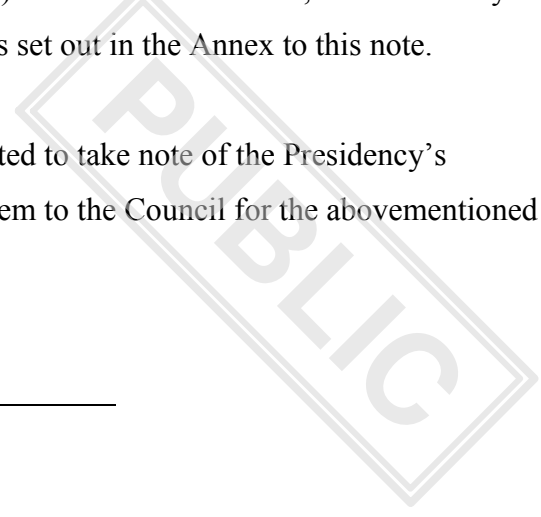 s set out in the Annex to this note.
ted to take note of the Presidency's
em to the Council for the abovementioned
PUBLIC